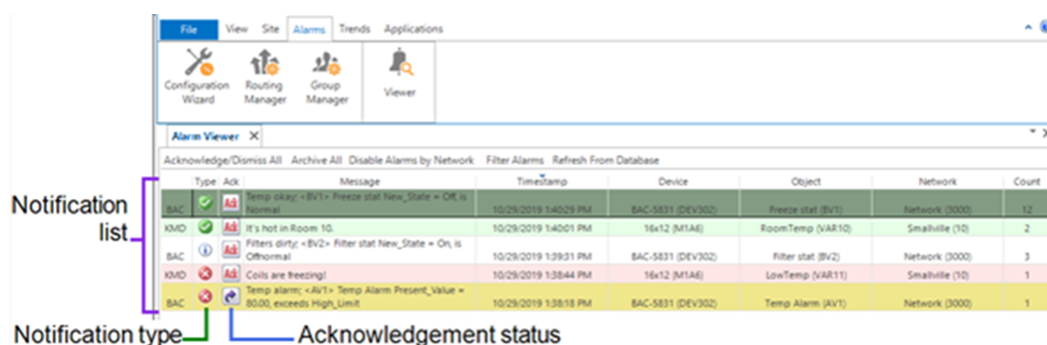 File View Site Alarms Trends Applications
Configuration Wizard
Routing Manager
Group Manager
Viewer
Alarm Viewer X
Acknowledge/Dismiss All Archive All Disable Alarms by Network Filter Alarms Refresh From Database
Type Ack Message Timestamp Device Object Network Count
BAC Ack Temp okay; <BV1> Freeze stat New_State = Off, is Normal 10/29/2019 1:40:29 PM BAC-5831 (DEV302) Freeze stat (BV1) Network (3000) 12
KMD Ack It's hot in Room 10. 10/29/2019 1:40:01 PM 16x12 (M1A6) RoomTemp (VAR10) Smallville (10) 2
BAC Ack Filters dirty; <BV2> Filter stat New_State = On, is Offnormal 10/29/2019 1:39:31 PM BAC-5831 (DEV302) Filter stat (BV2) Network (3000) 3
KMD Ack Coils are freezing! 10/29/2019 1:38:44 PM 16x12 (M1A6) LowTemp (VAR11) Smallville (10) 1
BAC Temp alarm; <AV1> Temp Alarm Present_Value = 80.00, exceeds High_Limit 10/29/2019 1:38:18 PM BAC-5831 (DEV302) Temp Alarm (AV1) Network (3000) 1
Notification list
Notification type
Acknowledgement status